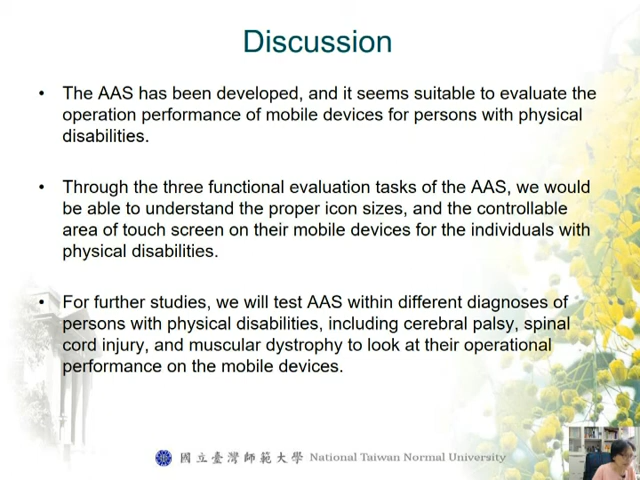 Discussion
• The AAS has been developed, and it seems suitable to evaluate the
operation performance of mobile devices for persons with physical
disabilities.
• Through the three functional evaluation tasks of the AAS, we would
be able to understand the proper icon sizes, and the controllable
area of touch screen on their mobile devices for the individuals with
physical disabilities.
• For further studies, we will test AAS within different diagnoses of
persons with physical disabilities, including cerebral palsy, spinal
cord injury, and muscular dystrophy to look at their operational
performance on the mobile devices.
國立臺灣師範大學 National Taiwan Normal University